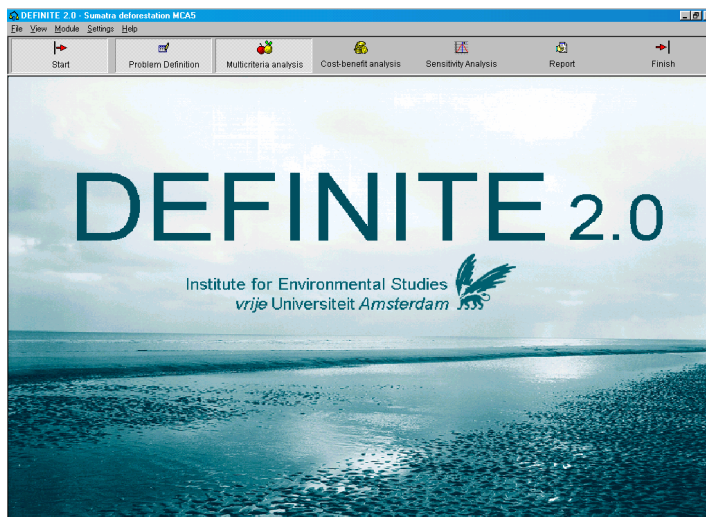 DEFINITE 2.0 - Sumatra deforestation MCA5
File View Module Settings Help
Start Problem Definition Multicriteria analysis Cost-benefit analysis Sensitivity Analysis Report Finish
DEFINITE 2.0
Institute for Environmental Studies
vrije Universiteit Amsterdam